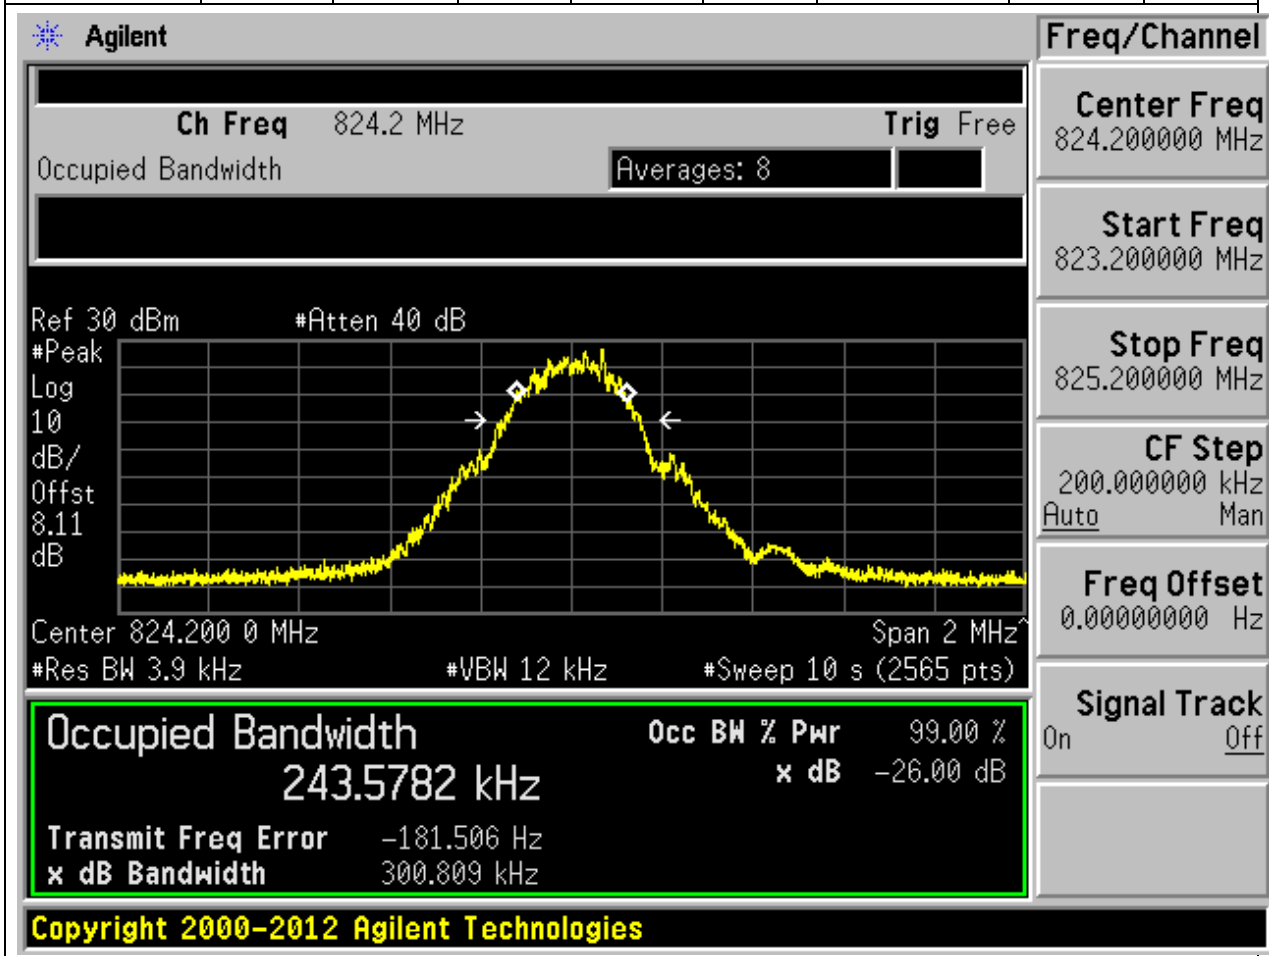 Agilent
Freq/Channel
Ch Freq 824.2 MHz Trig Free
Occupied Bandwidth Averages: 8
Center Freq
824.200000 MHz
Start Freq
823.200000 MHz
Ref 30 dBm #Atten 40 dB
#Peak
Log
10
dB/
Offst
8.11
dB
Stop Freq
825.200000 MHz
CF Step
200.000000 kHz
Auto Man
Freq Offset
0.00000000 Hz
Center 824.200 0 MHz Span 2 MHz^
#Res BW 3.9 kHz #VBW 12 kHz #Sweep 10 s (2565 pts)
Signal Track
On Off
Occupied Bandwidth Occ BW % Pwr 99.00 %
243.5782 kHz x dB -26.00 dB
Transmit Freq Error -181.506 Hz
x dB Bandwidth 300.809 kHz
Copyright 2000-2012 Agilent Technologies